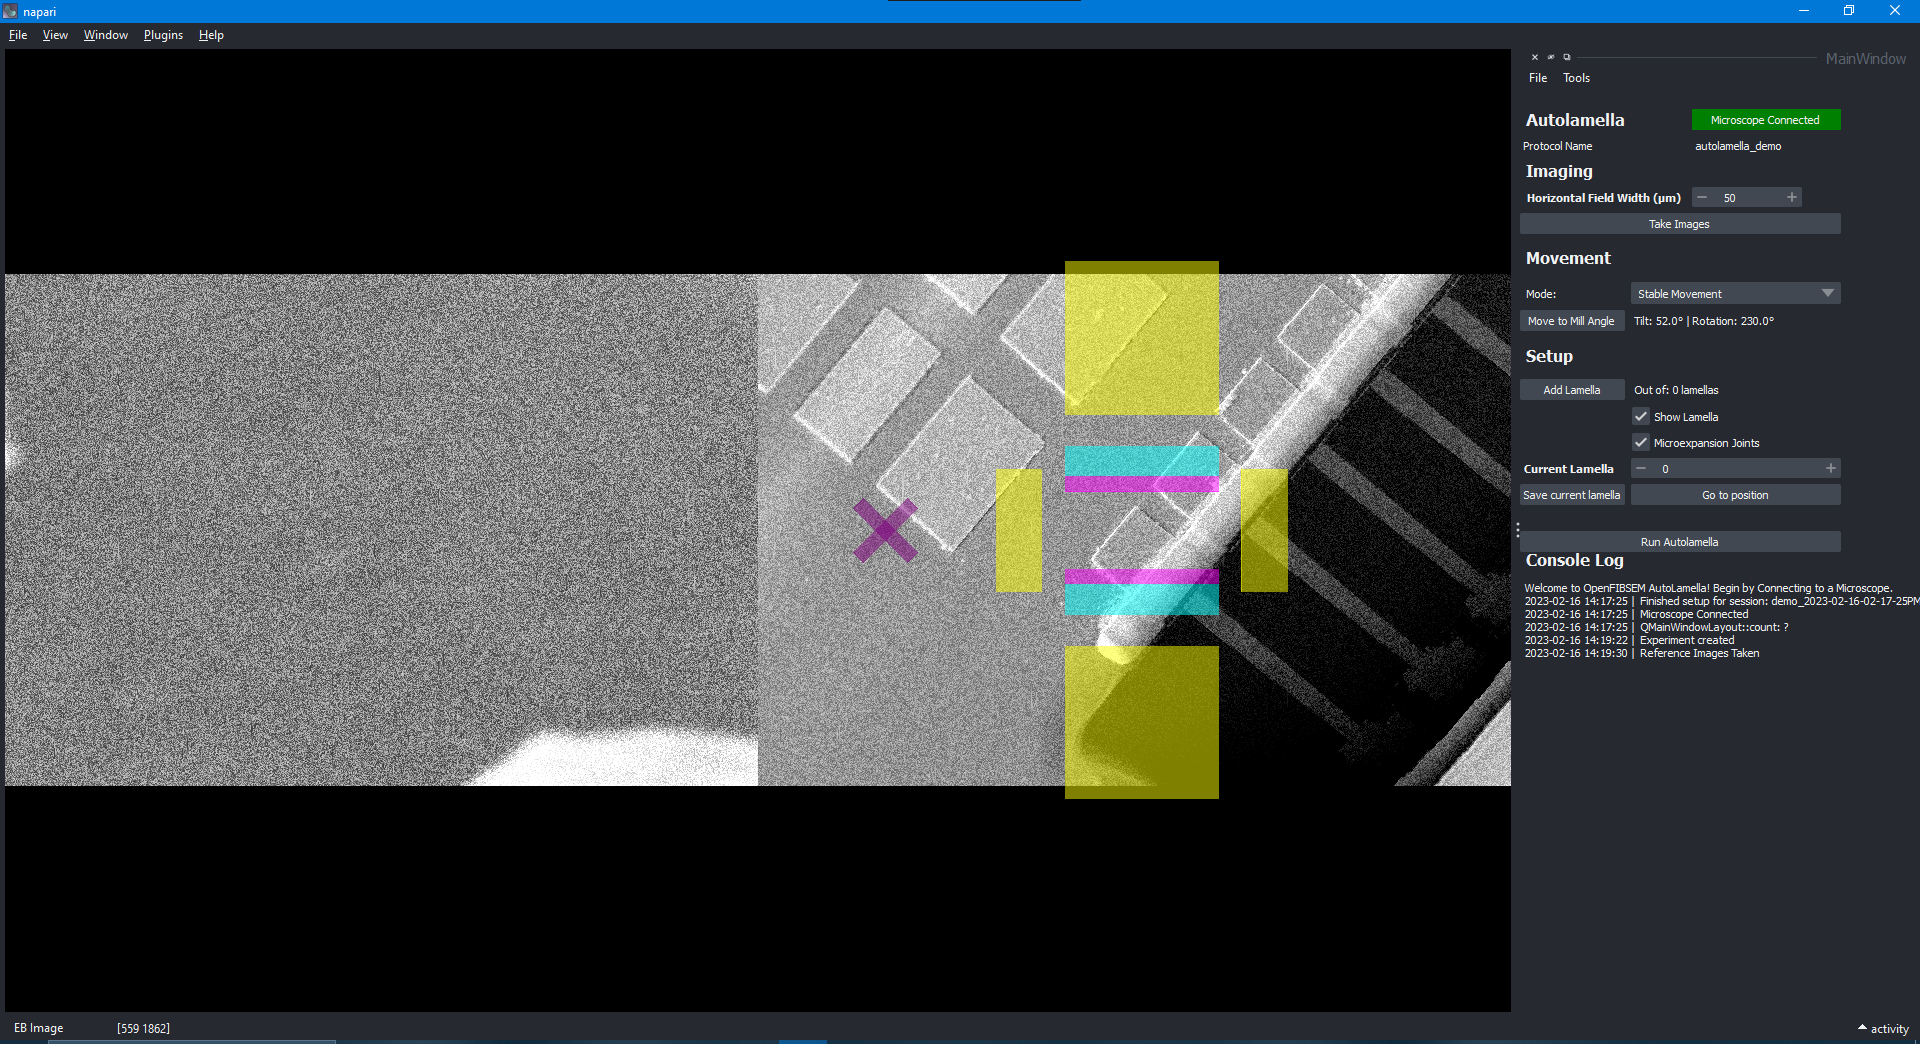 napari
File View Window Plugins Help
MainWindow
File Tools
Autolamella Microscope Connected
Protocol Name autolamella_demo
Imaging
Horizontal Field Width (μm) 50
Take Images
Movement
Mode: Stable Movement
Move to Mill Angle Tilt: 52.0° | Rotation: 230.0°
Setup
Add Lamella Out of: 0 lamellas
Show Lamella
Microexpansion Joints
Current Lamella 0
Save current lamella Go to position
Run Autolamella
Console Log
Welcome to OpenFIBSEM AutoLamella! Begin by Connecting to a Microscope.
2023-02-16 14:17:25 | Finished setup for session: demo_2023-02-16-02-17-25PM
2023-02-16 14:17:25 | Microscope Connected
2023-02-16 14:17:25 | QMainWindowLayout::count: ?
2023-02-16 14:19:22 | Experiment created
2023-02-16 14:19:30 | Reference Images Taken
EB Image [559 1862] activity